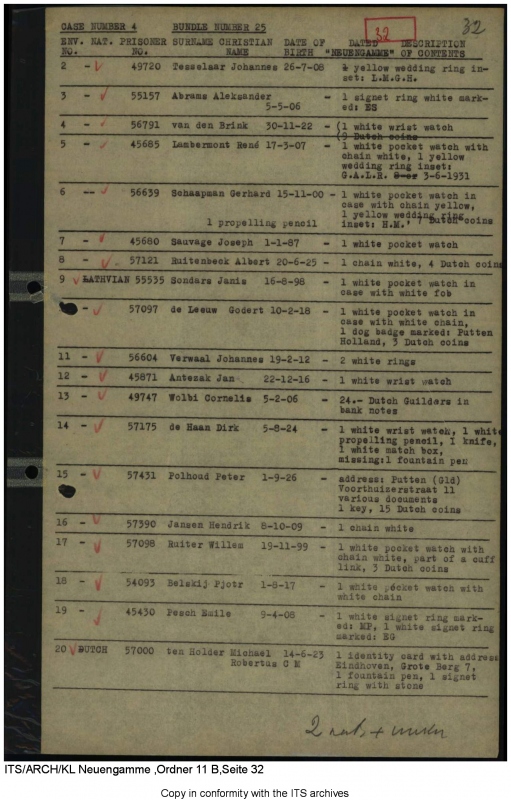 32
32
CASE NUMBER 4 BUNDLE NUMBER 25
ENV. NAT. PRISONER SURNAME CHRISTIAN DATE OF DATED DESCRIPTION
NO. NO. NAME BIRTH "NEUENGAMME" OF CONTENTS
2 - 49720 Tesselaar Johannes 26-7-08 - 1 yellow wedding ring in-
set: L.M.G.H.
3 - 55157 Abrams Aleksander - 1 signet ring white mark-
5-5-06 ed: ES
4 - 56791 van den Brink 30-11-22 - (1 white wrist watch
(9 Dutch coins
5 - 45685 Lambermont René 17-3-07 - 1 white pocket watch with
chain white, 1 yellow
wedding ring inset:
G.A.L.R. 3-6-1931
6 -- 56639 Schaapman Gerhard 15-11-00 - 1 white pocket watch in
case with chain yellow,
1 yellow wedding ring
1 propelling pencil inset: H.M., 7 Dutch coins
7 - 45680 Sauvage Joseph 1-1-87 - 1 white pocket watch
8 - 57121 Ruitenbeck Albert 20-6-25 - 1 chain white, 4 Dutch coins
9 LATHVIAN 55535 Sondars Janis 16-8-98 - 1 white pocket watch in
case with white fob
- 57097 de Leeuw Godert 10-2-18 - 1 white pocket watch in
case with white chain,
1 dog badge marked: Putten
Holland, 3 Dutch coins
11 - 56604 Verwaal Johannes 19-2-12 - 2 white rings
12 - 45871 Antezak Jan 22-12-16 - 1 white wrist watch
13 - 49747 Wolbi Cornelis 5-2-06 - 24.- Dutch Guilders in
bank notes
14 - 57175 de Haan Dirk 5-8-24 - 1 white wrist watch, 1 white
propelling pencil, 1 knife,
1 white match box,
missing:1 fountain pen
15 - 57431 Polhoud Peter 1-9-26 - address: Putten (Gld)
Voorthuizerstraat 11
various documents
1 key, 15 Dutch coins
16 - 57390 Jansen Hendrik 8-10-09 - 1 chain white
17 - 57098 Ruiter Willem 19-11-99 - 1 white pocket watch with
chain white, part of a cuff
link, 3 Dutch coins
18 - 54093 Belskij Pjotr 1-8-17 - 1 white pocket watch with
white chain
19 - 45430 Pesch Emile 9-4-08 - 1 white signet ring mark-
ed: MP, 1 white signet ring
marked: EG
20 DUTCH 57000 ten Holder Michael 14-6-23 1 identity card with address
Robertus C M Eindhoven, Grote Berg 7,
1 fountain pen, 1 signet
ring with stone
2
ITS/ARCH/KL Neuengamme ,Ordner 11 B,Seite 32
Copy in conformity with the ITS archives